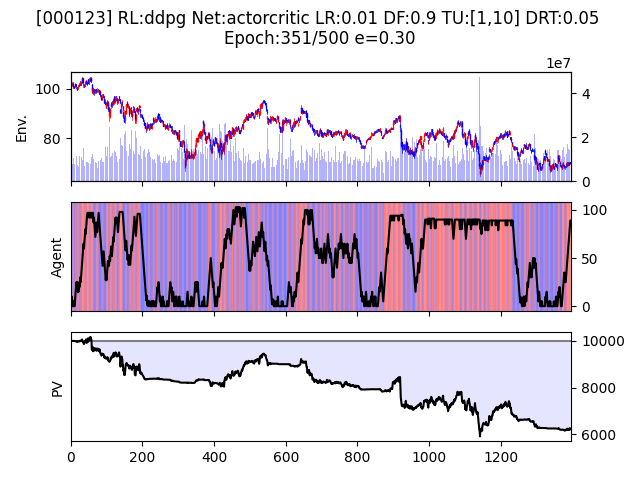 [000123] RL:ddpg Net:actorcritic LR:0.01 DF:0.9 TU:[1,10] DRT:0.05
Epoch:351/500 e=0.30
1e7
100
80
Env.
4
2
0
Agent
100
50
0
PV
10000
8000
6000
0 200 400 600 800 1000 1200